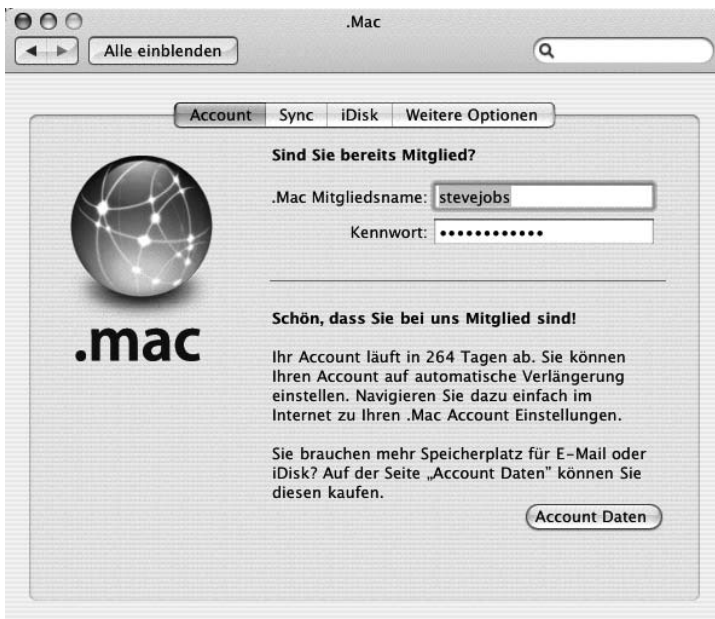 .Mac
Alle einblenden
Account Sync iDisk Weitere Optionen
Sind Sie bereits Mitglied?
.Mac Mitgliedsname: stevejobs
Kennwort: ••••••••••••
.mac
Schön, dass Sie bei uns Mitglied sind!
Ihr Account läuft in 264 Tagen ab. Sie können
Ihren Account auf automatische Verlängerung
einstellen. Navigieren Sie dazu einfach im
Internet zu Ihren .Mac Account Einstellungen.
Sie brauchen mehr Speicherplatz für E-Mail oder
iDisk? Auf der Seite „Account Daten" können Sie
diesen kaufen.
Account Daten